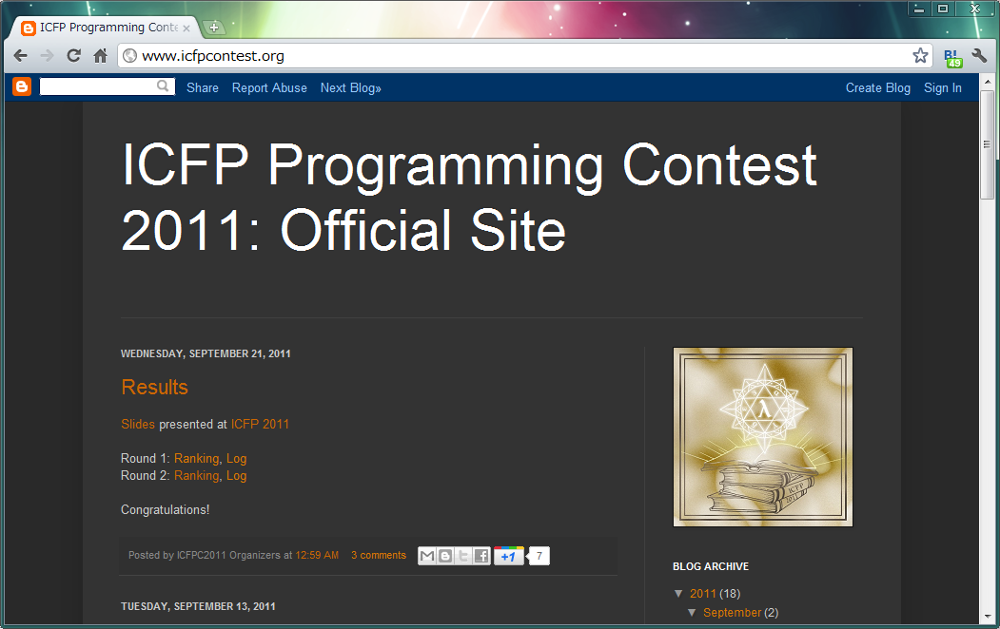 ICFP Programming Conte
www.icfpcontest.org
B!
49
Share Report Abuse Next Blog» Create Blog Sign In
ICFP Programming Contest
2011: Official Site
WEDNESDAY, SEPTEMBER 21, 2011
Results
Slides presented at ICFP 2011
Round 1: Ranking, Log
Round 2: Ranking, Log
Congratulations!
Posted by ICFPC2011 Organizers at 12:59 AM 3 comments +1 7
TUESDAY, SEPTEMBER 13, 2011
λ
ICFP
BLOG ARCHIVE
▼ 2011 (18)
▼ September (2)